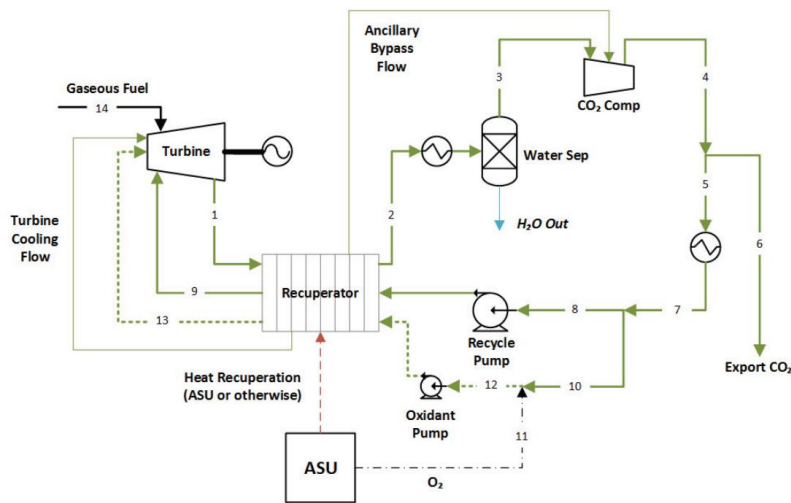 Ancillary
Bypass
Flow
3
4
CO₂ Comp
Gaseous Fuel
14
Turbine
Water Sep
5
6
1
2
H₂O Out
Turbine
Cooling
Flow
9
Recuperator
13
8
7
Recycle
Pump
Export CO₂
Heat Recuperation
(ASU or otherwise)
12
10
Oxidant
Pump
11
ASU
O₂